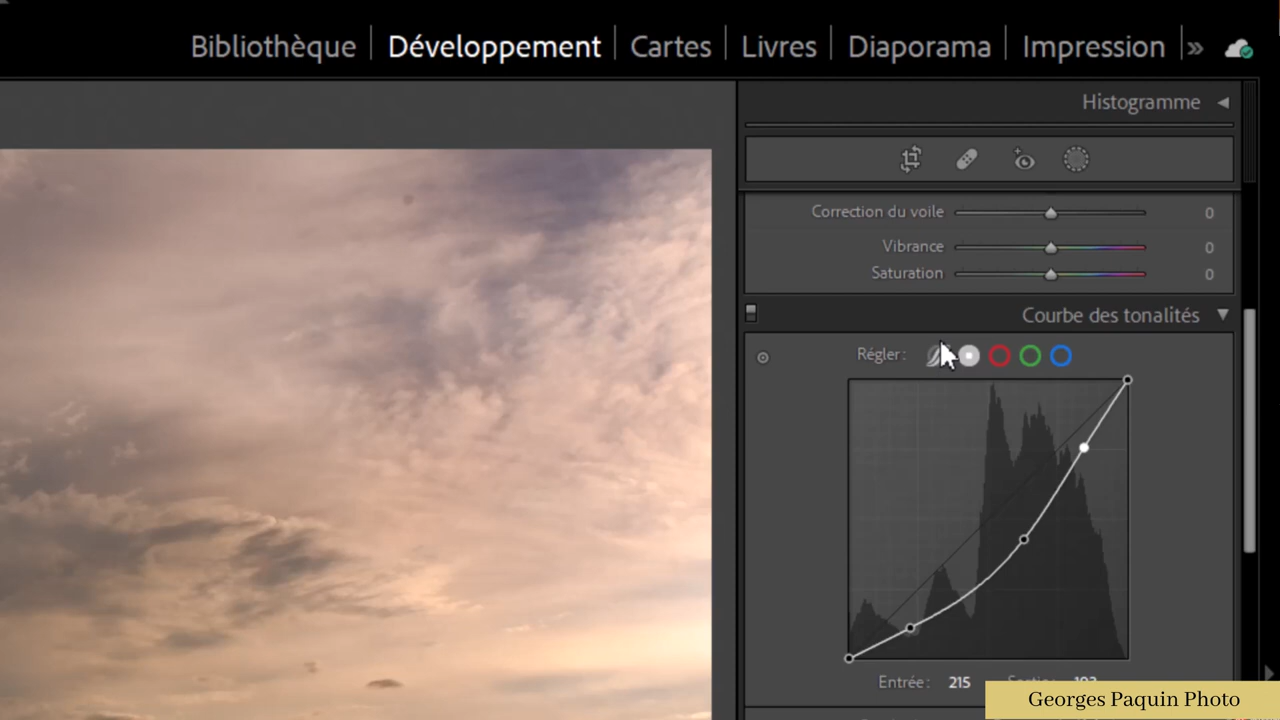 Bibliothèque | Développement | Cartes | Livres | Diaporama | Impression
Histogramme
Correction du voile 0
Vibrance 0
Saturation 0
Courbe des tonalités
Régler :
Entrée : 215
Georges Paquin Photo